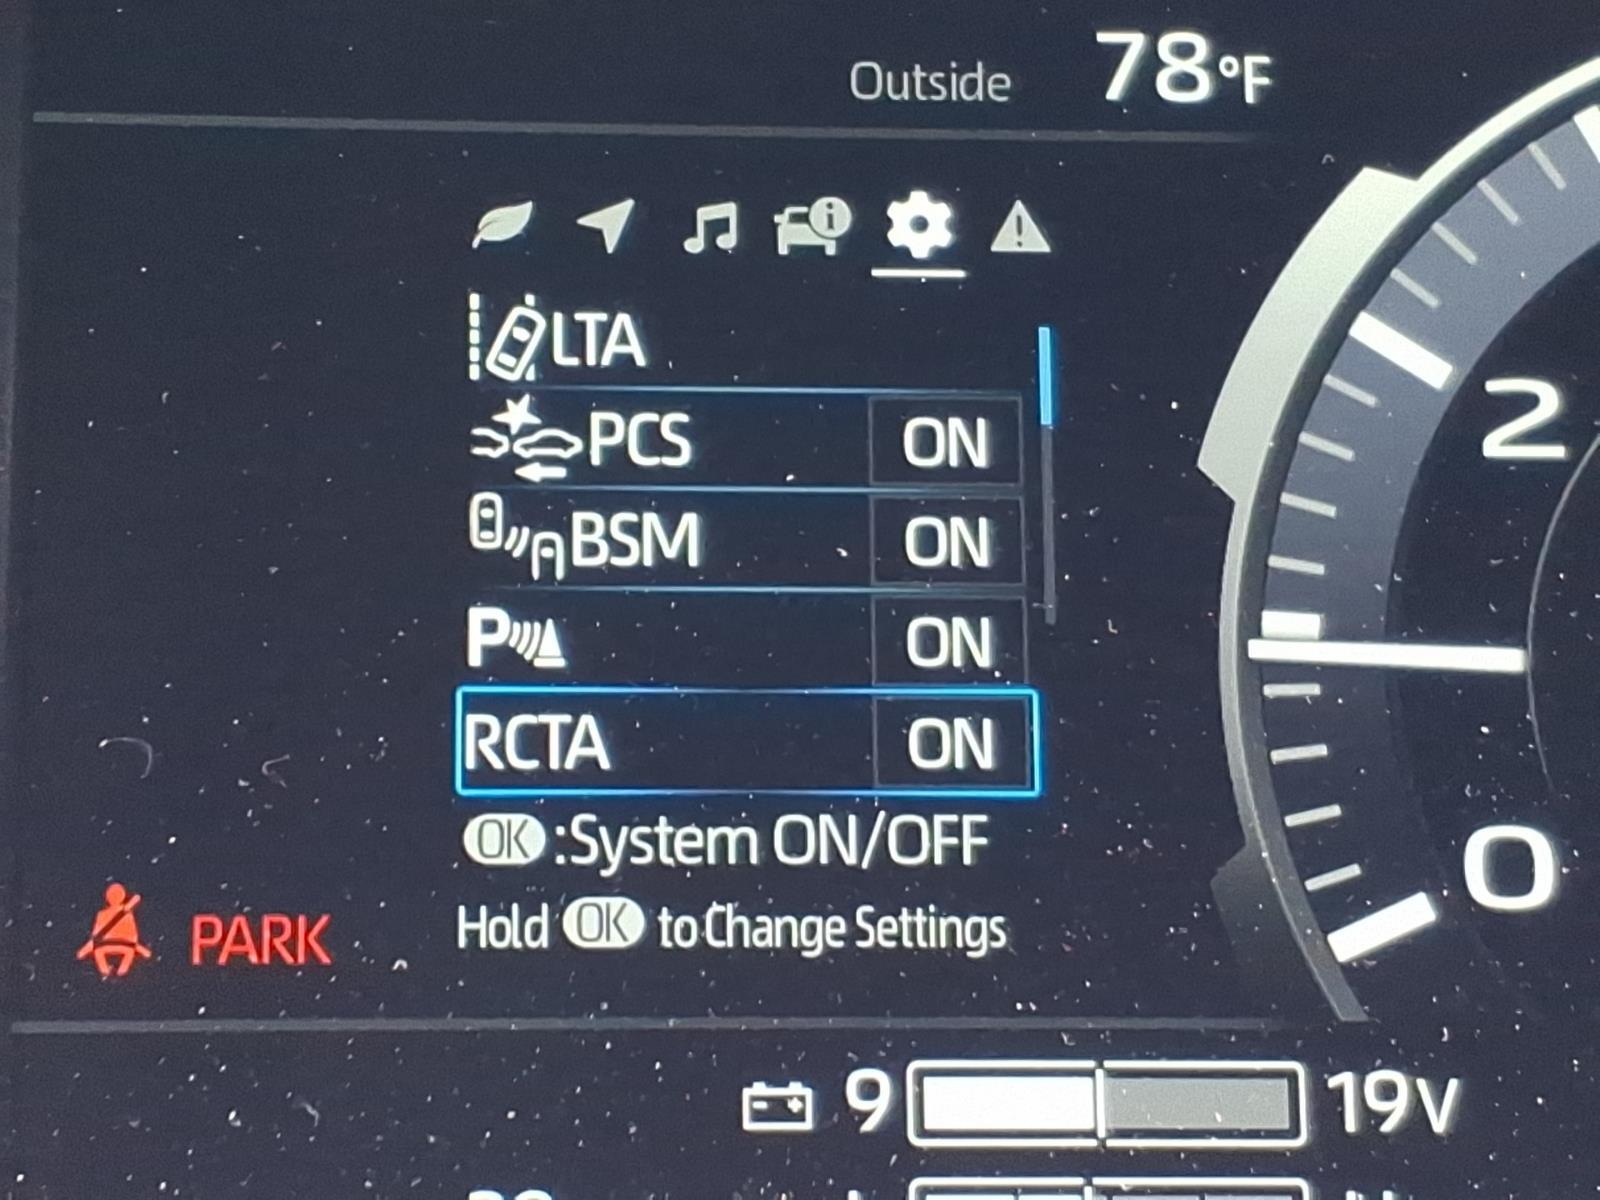 Outside 78°F
LTA
PCS ON
BSM ON
P ON
RCTA ON
OK :System ON/OFF
Hold OK to Change Settings
PARK
2
0
9 19V